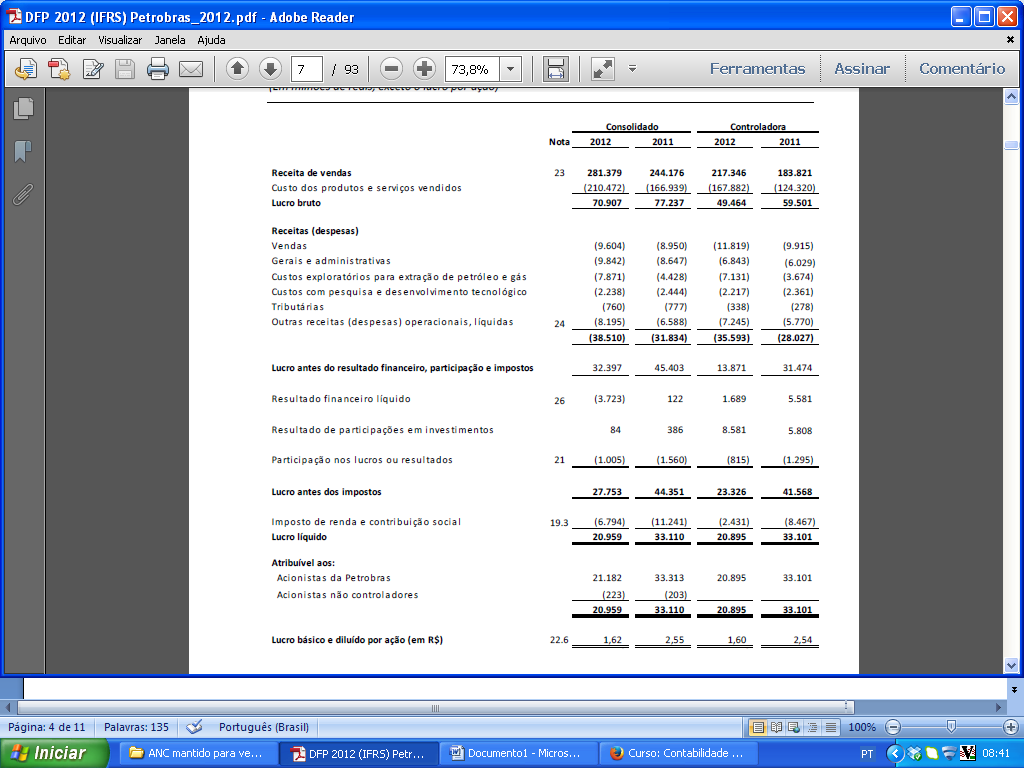 DFP 2012 (IFRS) Petrobras_2012.pdf - Adobe Reader
Arquivo Editar Visualizar Janela Ajuda
7 / 93 73,8% Ferramentas Assinar Comentário
(Em milhões de reais, exceto o lucro por ação)
Consolidado Controladora
Nota 2012 2011 2012 2011
Receita de vendas 23 281.379 244.176 217.346 183.821
Custo dos produtos e serviços vendidos (210.472) (166.939) (167.882) (124.320)
Lucro bruto 70.907 77.237 49.464 59.501
Receitas (despesas)
Vendas (9.604) (8.950) (11.819) (9.915)
Gerais e administrativas (9.842) (8.647) (6.843) (6.029)
Custos exploratórios para extração de petróleo e gás (7.871) (4.428) (7.131) (3.674)
Custos com pesquisa e desenvolvimento tecnológico (2.238) (2.444) (2.217) (2.361)
Tributárias (760) (777) (338) (278)
Outras receitas (despesas) operacionais, líquidas 24 (8.195) (6.588) (7.245) (5.770)
(38.510) (31.834) (35.593) (28.027)
Lucro antes do resultado financeiro, participação e impostos 32.397 45.403 13.871 31.474
Resultado financeiro líquido 26 (3.723) 122 1.689 5.581
Resultado de participações em investimentos 84 386 8.581 5.808
Participação nos lucros ou resultados 21 (1.005) (1.560) (815) (1.295)
Lucro antes dos impostos 27.753 44.351 23.326 41.568
Imposto de renda e contribuição social 19.3 (6.794) (11.241) (2.431) (8.467)
Lucro líquido 20.959 33.110 20.895 33.101
Atribuível aos:
Acionistas da Petrobras 21.182 33.313 20.895 33.101
Acionistas não controladores (223) (203)
20.959 33.110 20.895 33.101
Lucro básico e diluído por ação (em R$) 22.6 1,62 2,55 1,60 2,54
Página: 4 de 11 Palavras: 135 Português (Brasil) 100%
Iniciar ANC mantido para ve... DFP 2012 (IFRS) Petr... Documento1 - Micros... Curso: Contabilidade ... PT 08:41